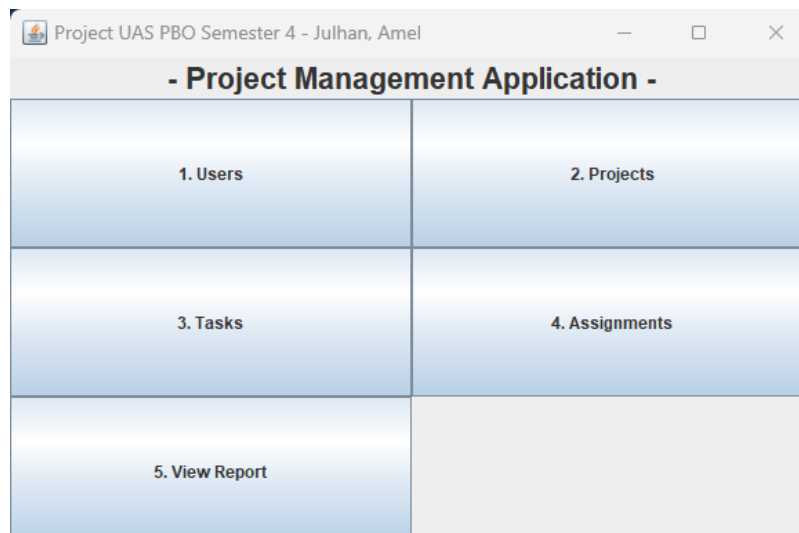 Project UAS PBO Semester 4 - Julhan, Amel
- Project Management Application -
1. Users
2. Projects
3. Tasks
4. Assignments
5. View Report